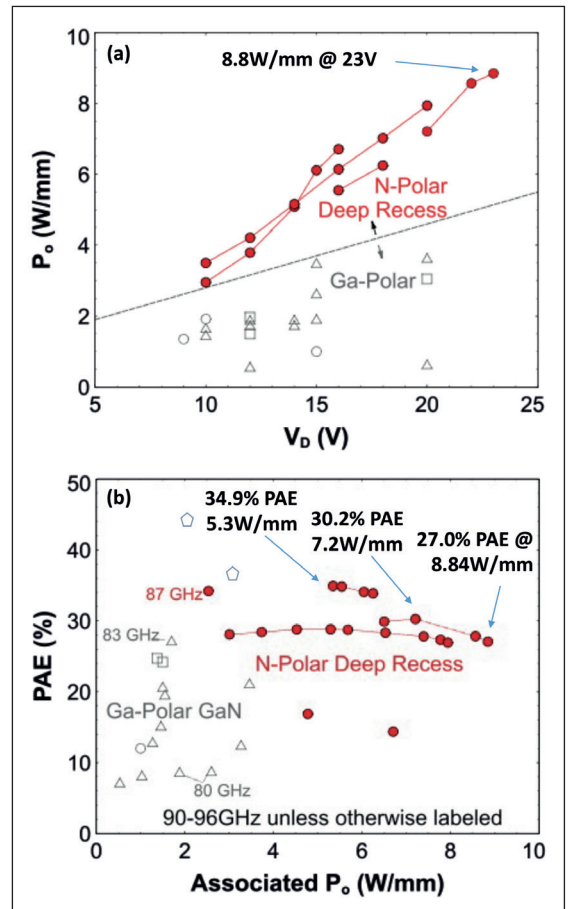 (a)
8.8W/mm @ 23V
N-Polar
Deep Recess
Ga-Polar
10
8
6
4
2
0
Po (W/mm)
5
10
15
20
25
VD (V)
(b)
34.9% PAE
5.3W/mm
30.2% PAE
7.2W/mm
27.0% PAE @
8.84W/mm
87 GHz
83 GHz
N-Polar Deep Recess
Ga-Polar GaN
80 GHz
90-96GHz unless otherwise labeled
50
40
30
20
10
0
PAE (%)
0
2
4
6
8
10
Associated Po (W/mm)